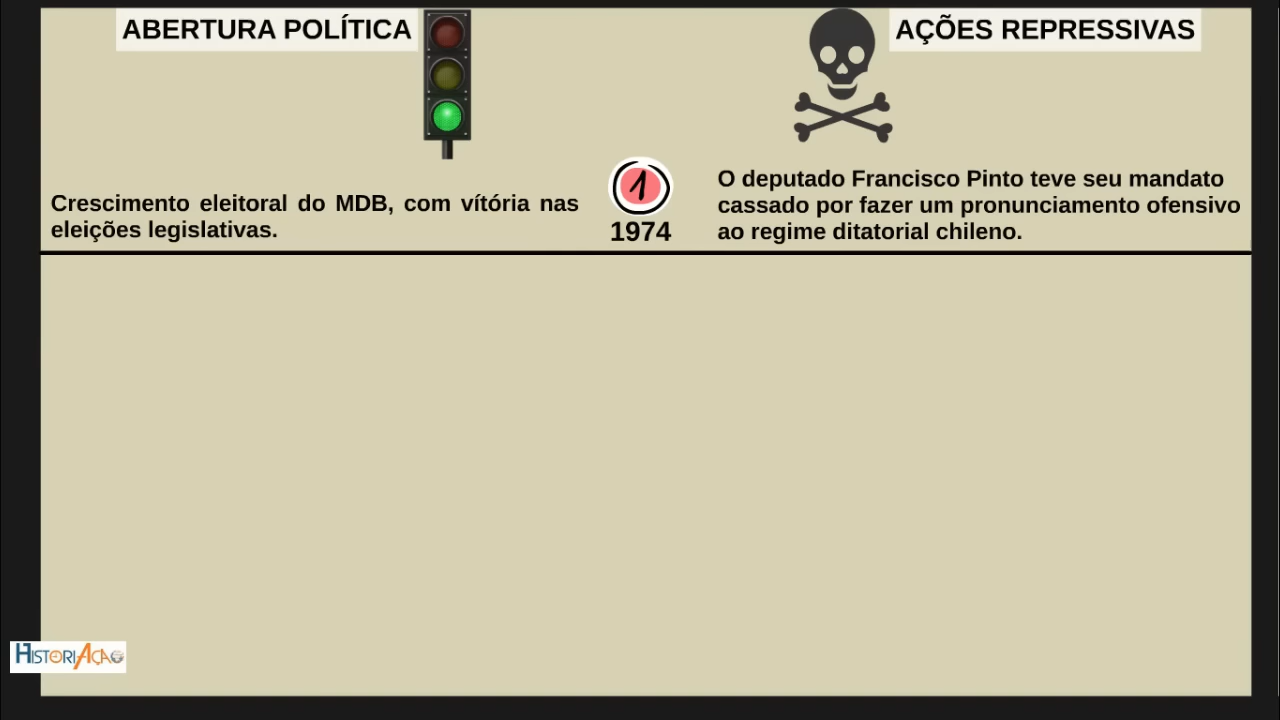 ABERTURA POLÍTICA
AÇÕES REPRESSIVAS
Crescimento eleitoral do MDB, com vítória nas
eleições legislativas.
1
1974
O deputado Francisco Pinto teve seu mandato
cassado por fazer um pronunciamento ofensivo
ao regime ditatorial chileno.
HISTORIAÇÃO